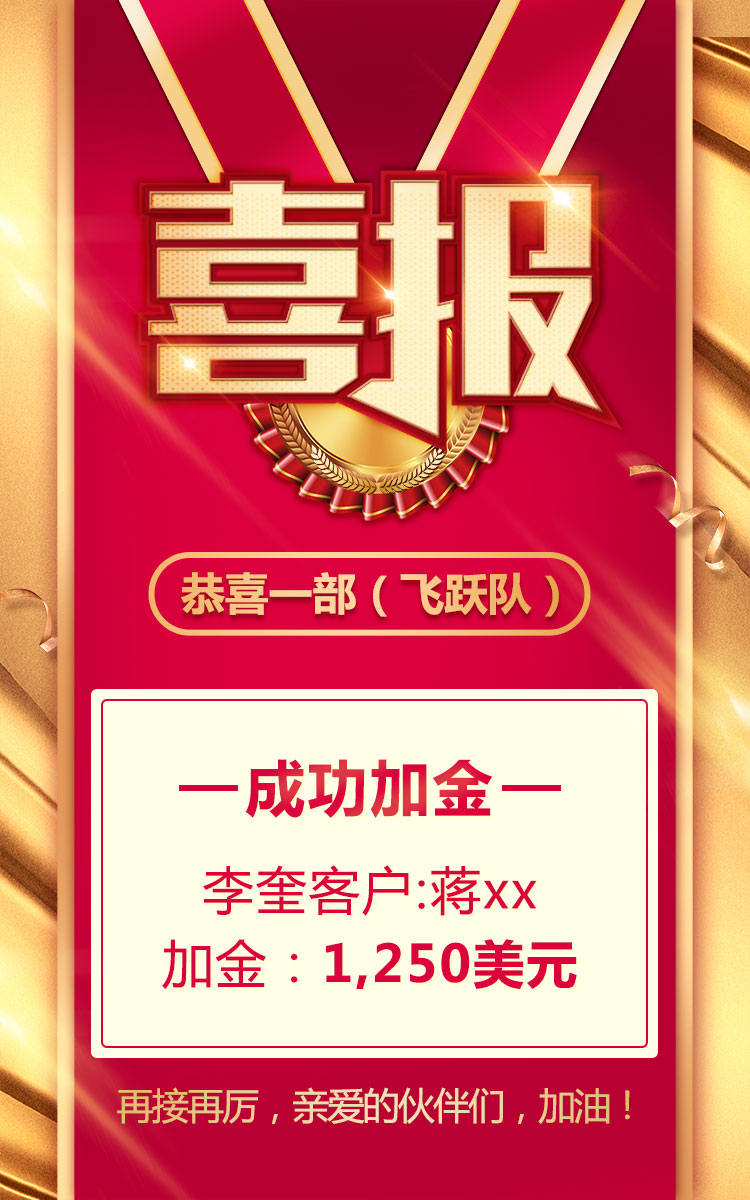 喜报
恭喜一部（飞跃队）
成功加金
李奎客户:蒋xx
加金：1,250美元
再接再厉，亲爱的伙伴们，加油！